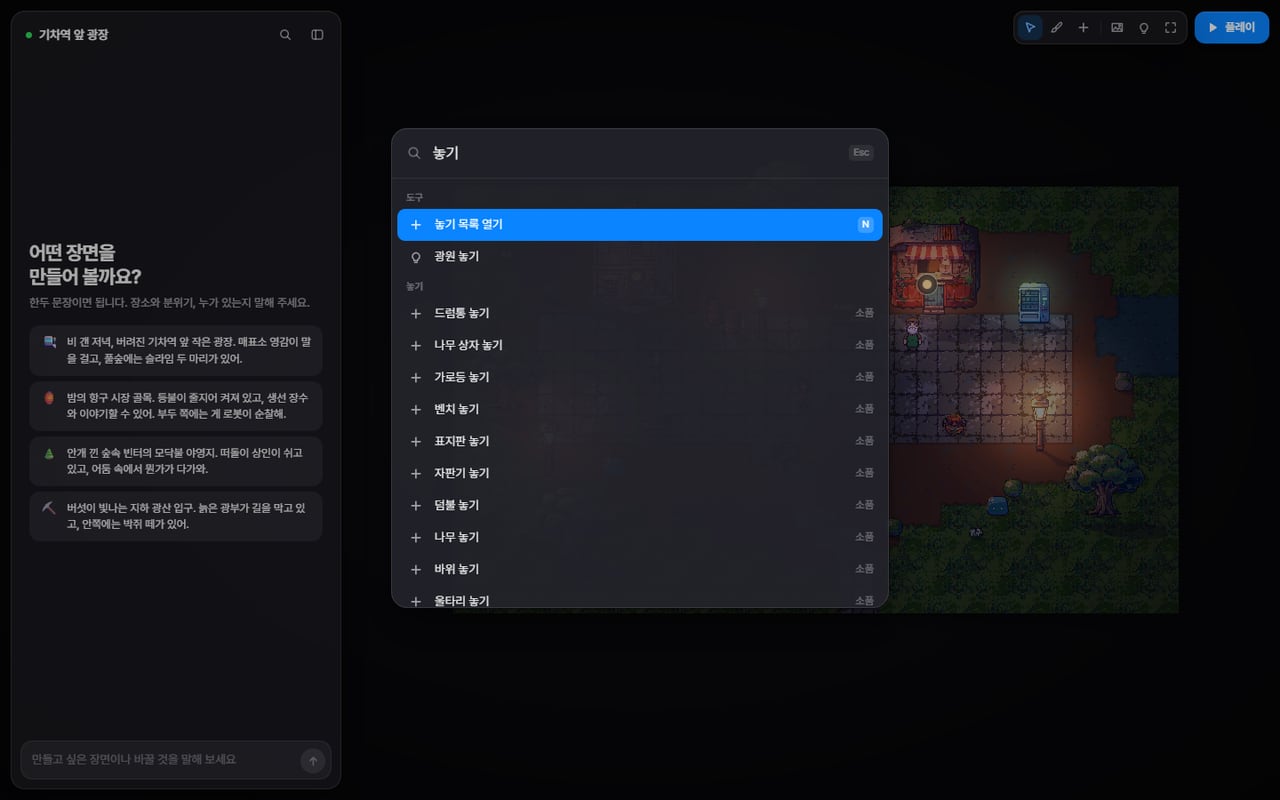 기차역 앞 광장
플레이
놓기
Esc
도구
놓기 목록 열기
N
광원 놓기
놓기
드럼통 놓기
소품
나무 상자 놓기
소품
가로등 놓기
소품
벤치 놓기
소품
표지판 놓기
소품
자판기 놓기
소품
덤불 놓기
소품
나무 놓기
소품
바위 놓기
소품
울타리 놓기
소품
어떤 장면을
만들어 볼까요?
한두 문장이면 됩니다. 장소와 분위기, 누가 있는지 말해 주세요.
비 갠 저녁, 버려진 기차역 앞 작은 광장. 매표소 영감이 말
을 걸고, 풀숲에는 슬라임 두 마리가 있어.
밤의 항구 시장 골목. 등불이 줄지어 켜져 있고, 생선 장수
와 이야기할 수 있어. 부두 쪽에는 게 로봇이 순찰해.
안개 낀 숲속 빈터의 모닥불 야영지. 떠돌이 상인이 쉬고
있고, 어둠 속에서 뭔가가 다가와.
버섯이 빛나는 지하 광산 입구. 늙은 광부가 길을 막고 있
고, 안쪽에는 박쥐 떼가 있어.
만들고 싶은 장면이나 바꿀 것을 말해 보세요